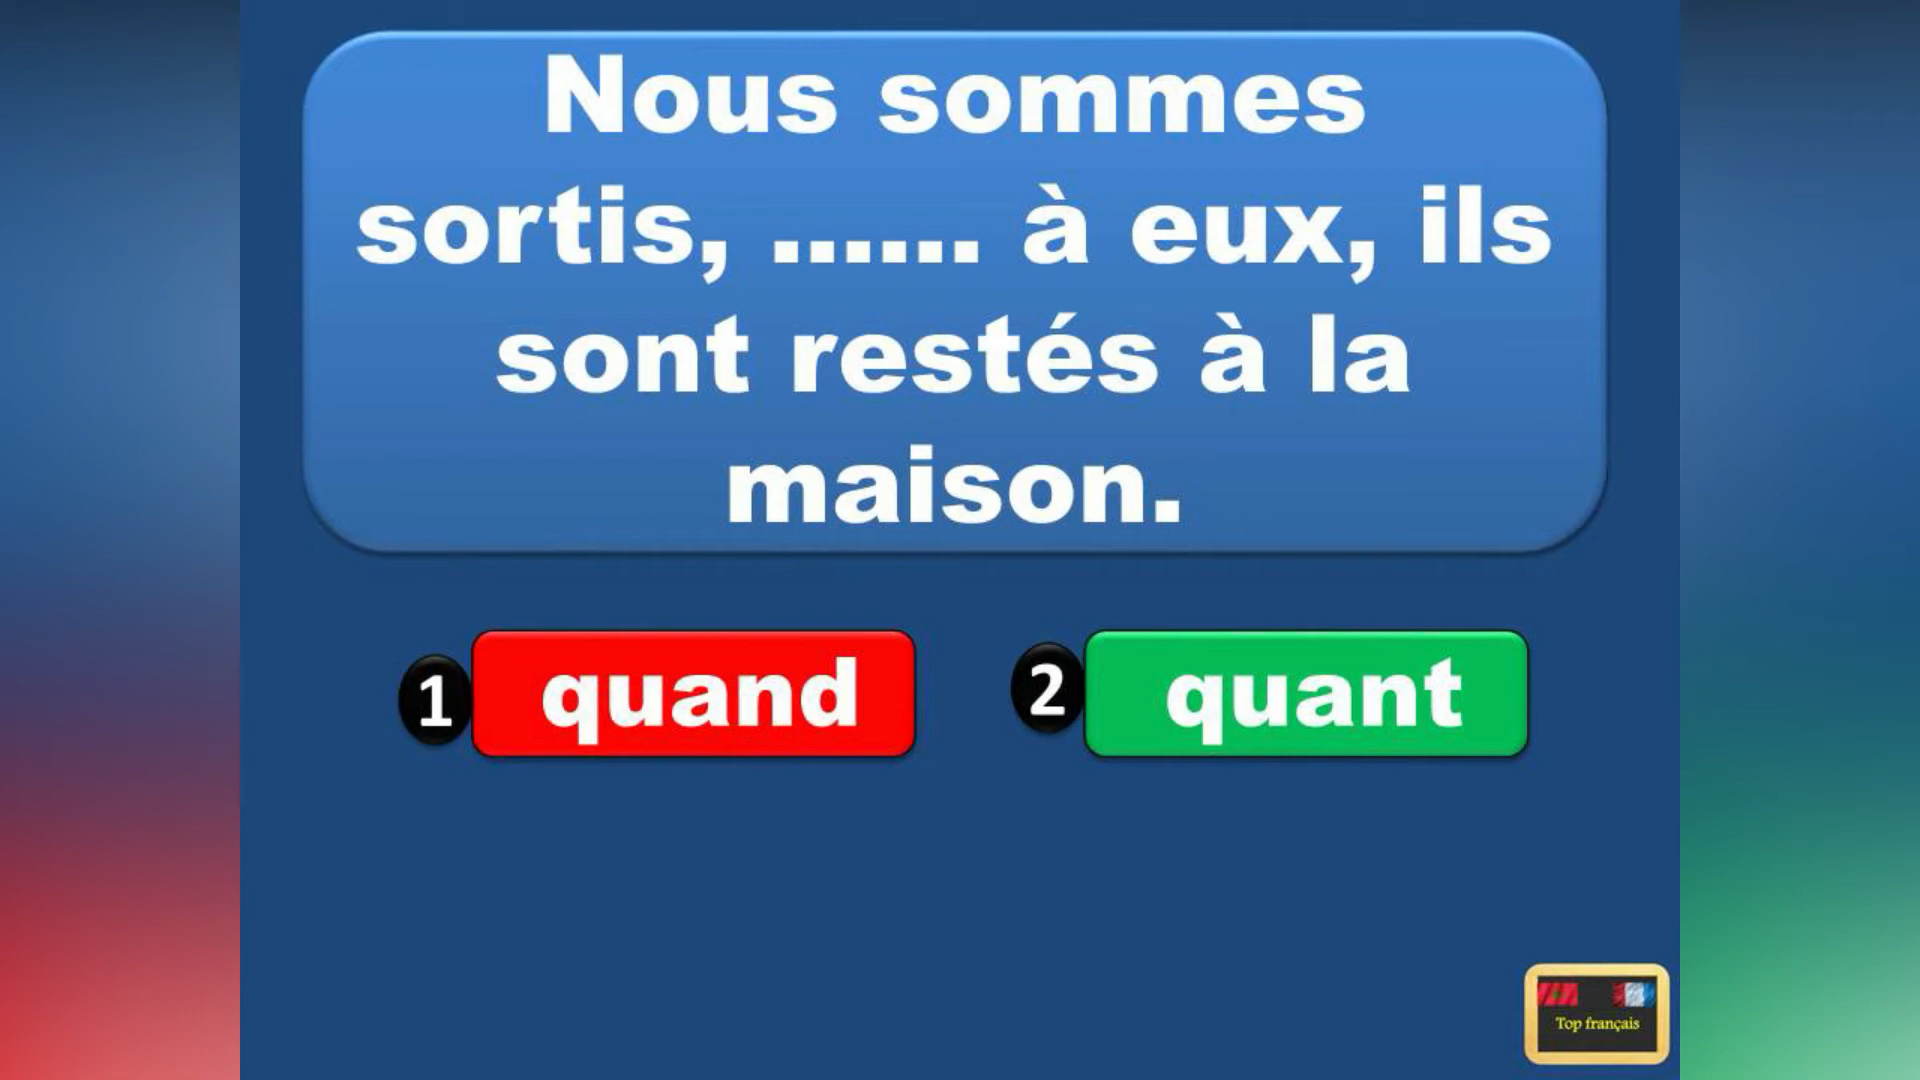 Nous sommes
sortis, ...... à eux, ils
sont restés à la
maison.
1 quand
2 quant
Top français